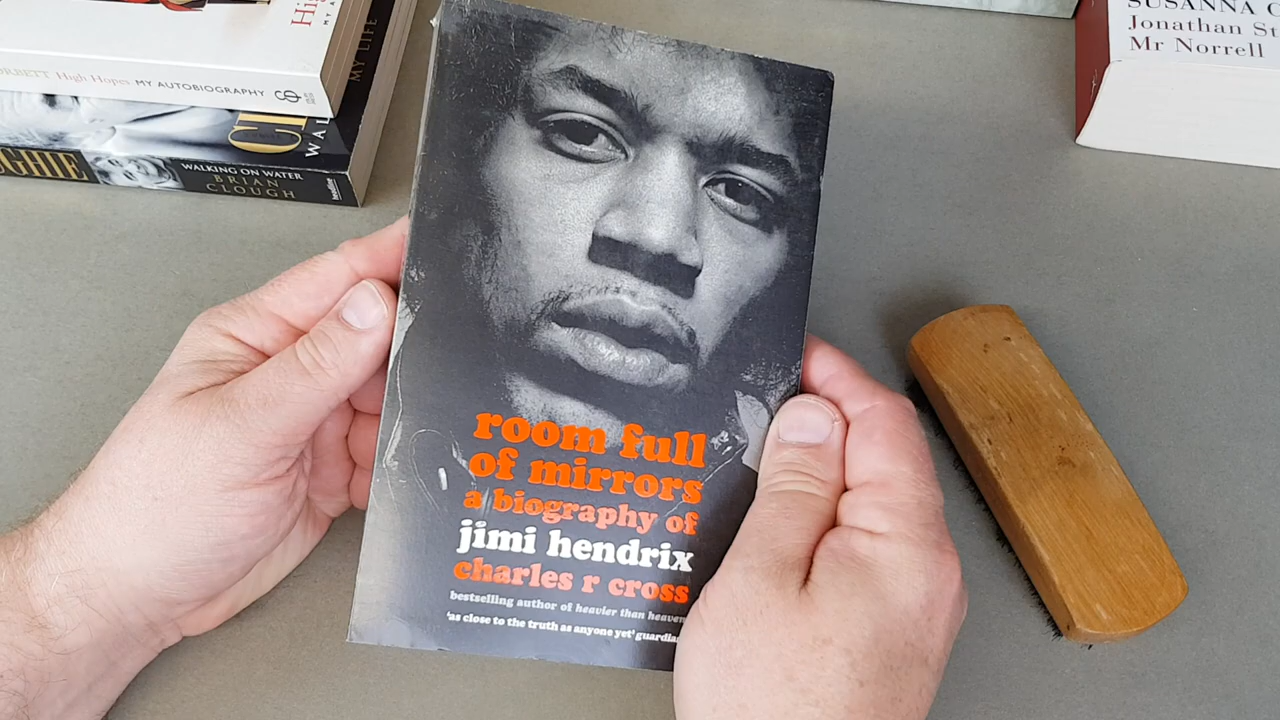 MY LIFE
ORBETT High Hopes MY AUTOBIOGRAPHY
WALKING ON WATER
BRIAN
CLOUGH
SUSANNA C
Jonathan St
Mr Norrell
room full
of mirrors
a biography of
jimi hendrix
charles r cross
bestselling author of heavier than heaven
'as close to the truth as anyone yet' guardian